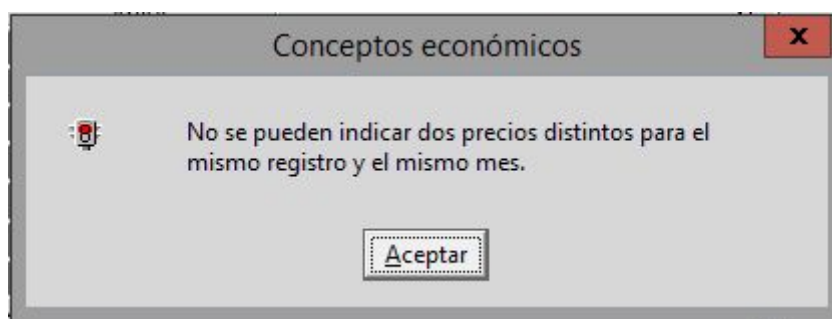 Conceptos económicos
No se pueden indicar dos precios distintos para el
mismo registro y el mismo mes.
Aceptar